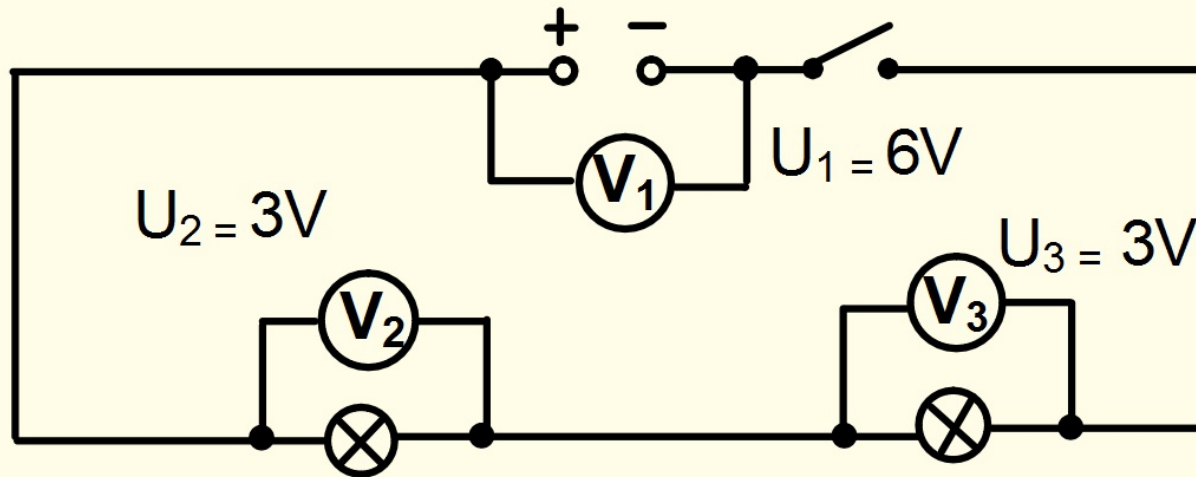 + −
V₁
U₁ = 6V
U₂ = 3V
U₃ = 3V
V₂
V₃